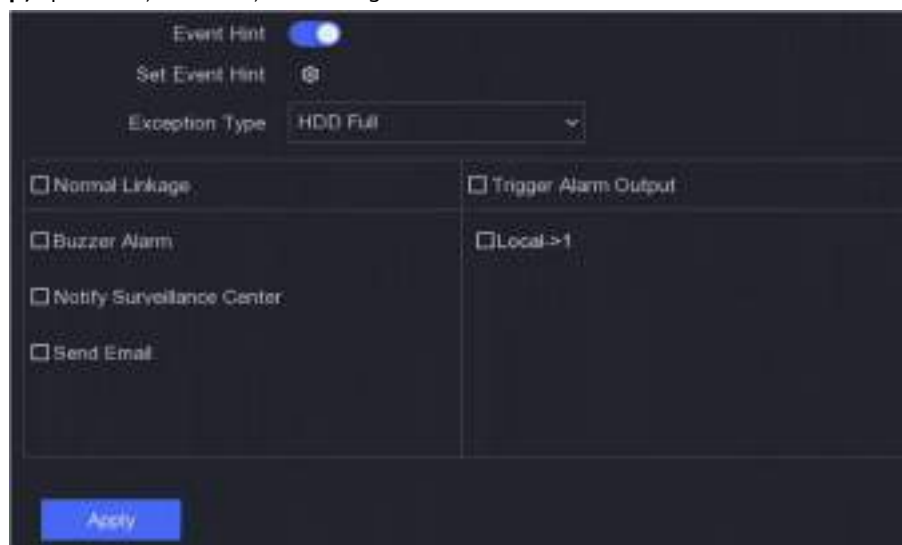 Event Hint
Set Event Hint
Exception Type HDD Full
Normal Linkage Trigger Alarm Output
Buzzer Alarm Local->1
Notify Surveillance Center
Send Email
Apply